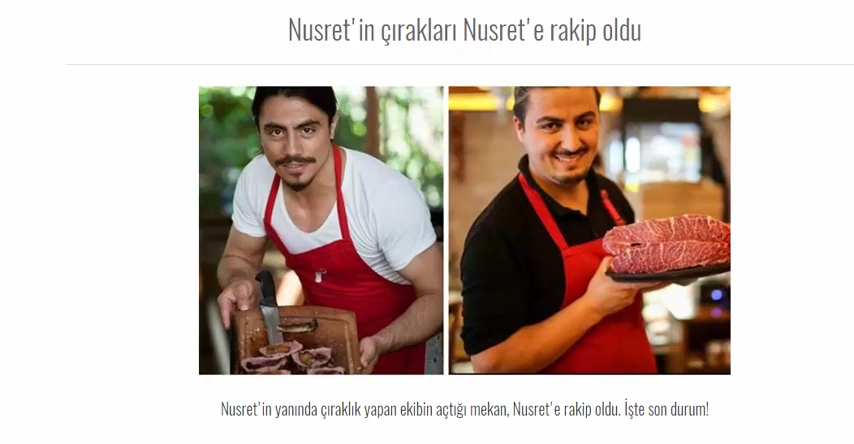 Nusret'in çırakları Nusret'e rakip oldu
Nusret'in yanında çıraklık yapan ekibin açtığı mekan, Nusret'e rakip oldu. İşte son durum!